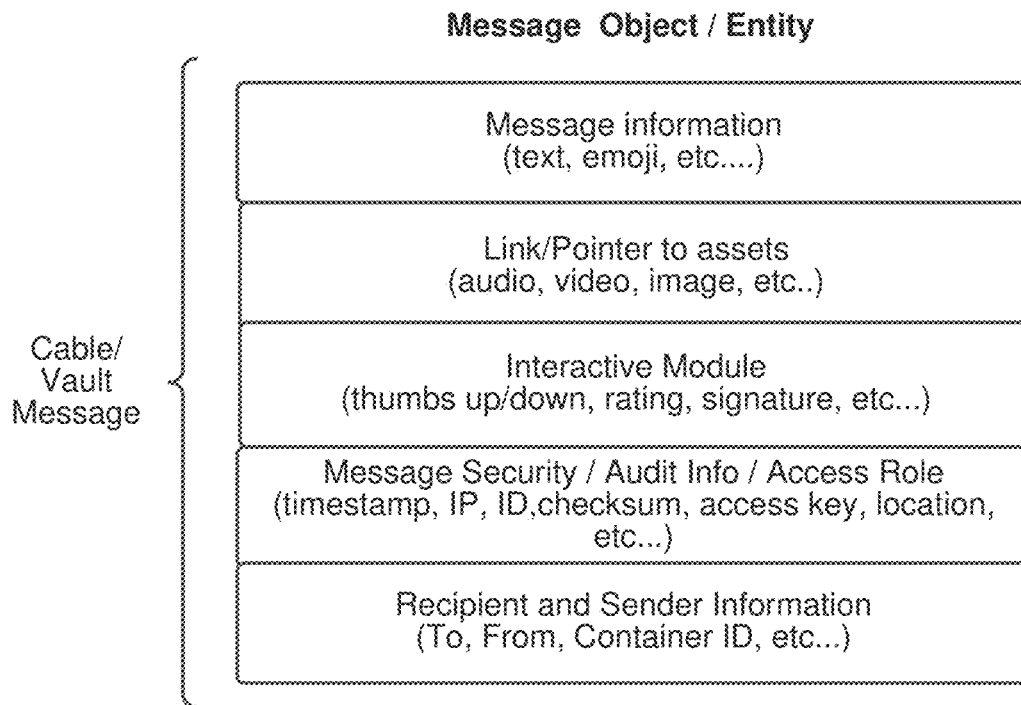 Message Object / Entity
Message information
(text, emoji, etc....)
Link/Pointer to assets
(audio, video, image, etc..)
Interactive Module
(thumbs up/down, rating, signature, etc...)
Cable/
Vault
Message
Message Security / Audit Info / Access Role
(timestamp, IP, ID,checksum, access key, location,
etc...)
Recipient and Sender Information
(To, From, Container ID, etc...)